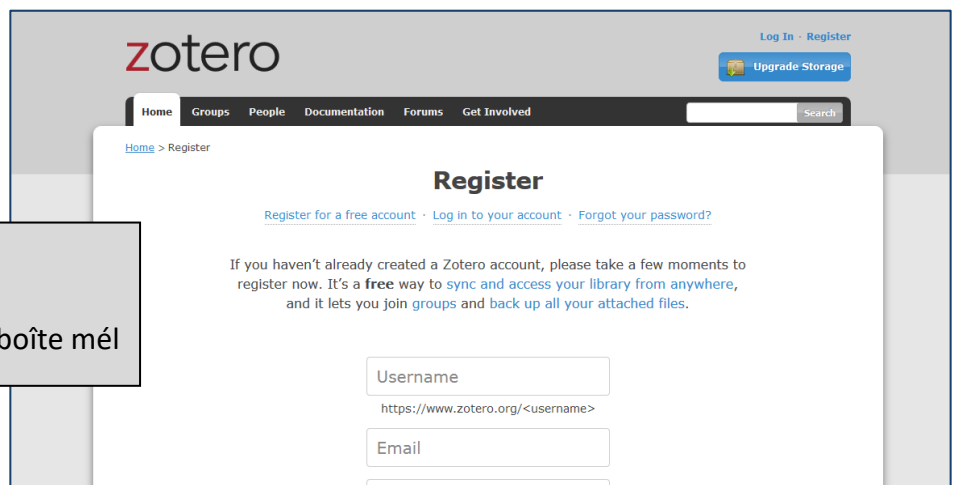 zotero
Log In · Register
Upgrade Storage
Home Groups People Documentation Forums Get Involved
Search
Home > Register
Register
Register for a free account · Log in to your account · Forgot your password?
If you haven't already created a Zotero account, please take a few moments to
register now. It's a free way to sync and access your library from anywhere,
and it lets you join groups and back up all your attached files.
boîte mél
Username
https://www.zotero.org/<username>
Email